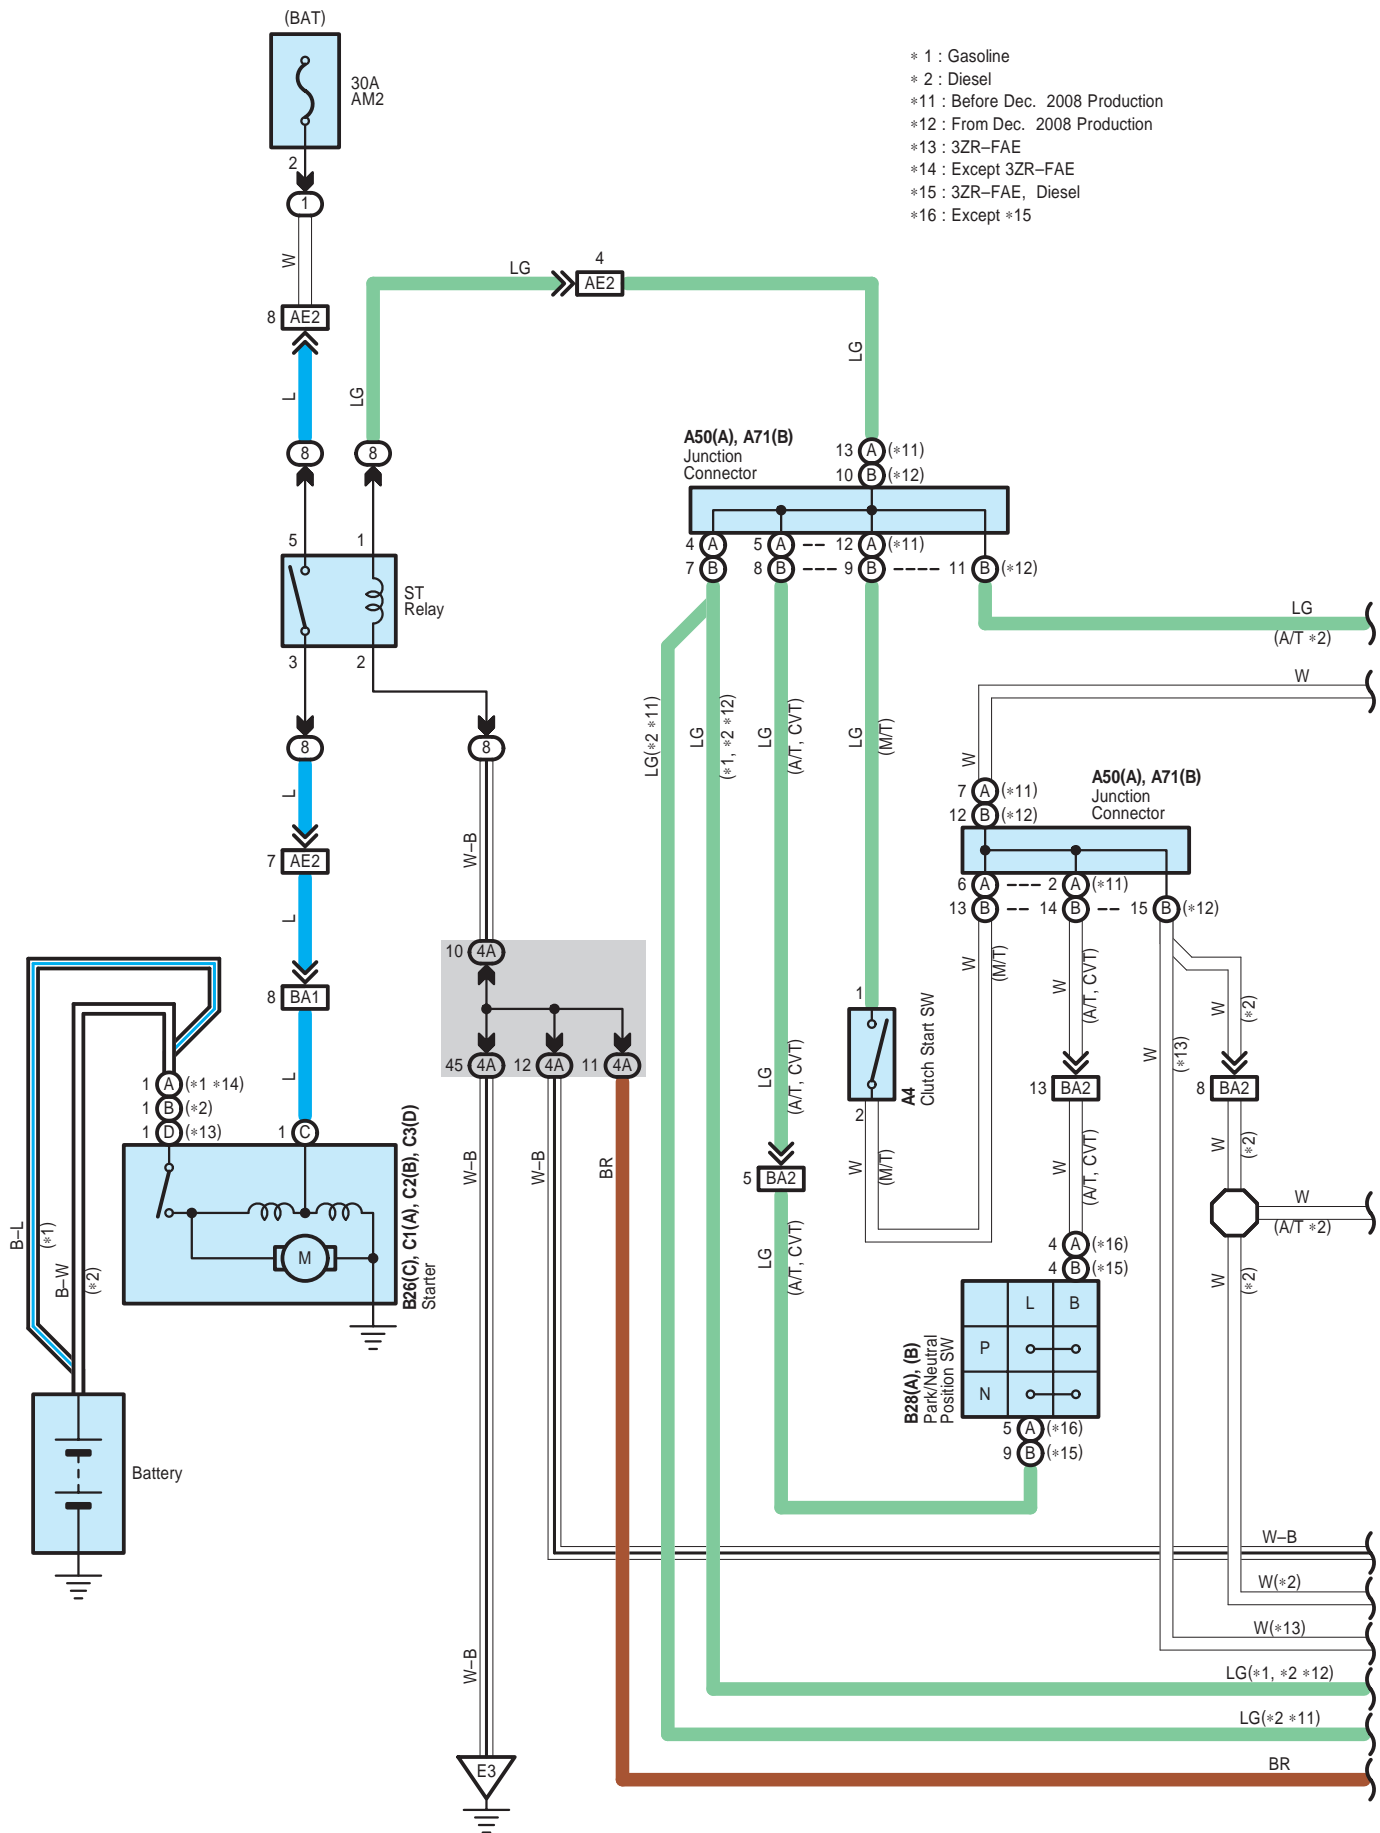 (BAT)
30A
AM2
2
1
W
8 AE2
L
8
LG
8
LG
4
AE2
LG
∗ 1 : Gasoline
∗ 2 : Diesel
∗11 : Before Dec. 2008 Production
∗12 : From Dec. 2008 Production
∗13 : 3ZR–FAE
∗14 : Except 3ZR–FAE
∗15 : 3ZR–FAE, Diesel
∗16 : Except ∗15
A50(A), A71(B)
Junction
Connector
13 A (∗11)
10 B (∗12)
4 A 5 A 12 A (∗11)
7 B 8 B 9 B 11 B (∗12)
5 1
ST
Relay
3 2
8
8
L
7 AE2
L
8 BA1
L
W–B
10 4A
45 4A 12 4A 11 4A
LG(∗2 ∗11)
LG
(∗1, ∗2 ∗12)
LG
(A/T, CVT)
LG
(M/T)
LG
(A/T ∗2)
W
W
A50(A), A71(B)
Junction
Connector
7 A (∗11)
12 B (∗12)
6 A 2 A (∗11)
13 B 14 B 15 B (∗12)
W
(M/T)
W
(A/T, CVT)
W
(∗13)
W
(∗2)
1
A4
Clutch Start SW
2
W
(M/T)
13 BA2
8 BA2
W
(A/T, CVT)
W
(∗2)
W
(A/T ∗2)
W
(∗2)
LG
(A/T, CVT)
5 BA2
LG
(A/T, CVT)
4 A (∗16)
4 B (∗15)
L B
P
N
B28(A), (B)
Park/Neutral
Position SW
5 A (∗16)
9 B (∗15)
1 A (∗1 ∗14)
1 B (∗2)
1 D (∗13)
1 C
M
B26(C), C1(A), C2(B), C3(D)
Starter
B–L
(∗1)
B–W
(∗2)
Battery
W–B
W–B
BR
W–B
E3
W–B
W(∗2)
W(∗13)
LG(∗1, ∗2 ∗12)
LG(∗2 ∗11)
BR